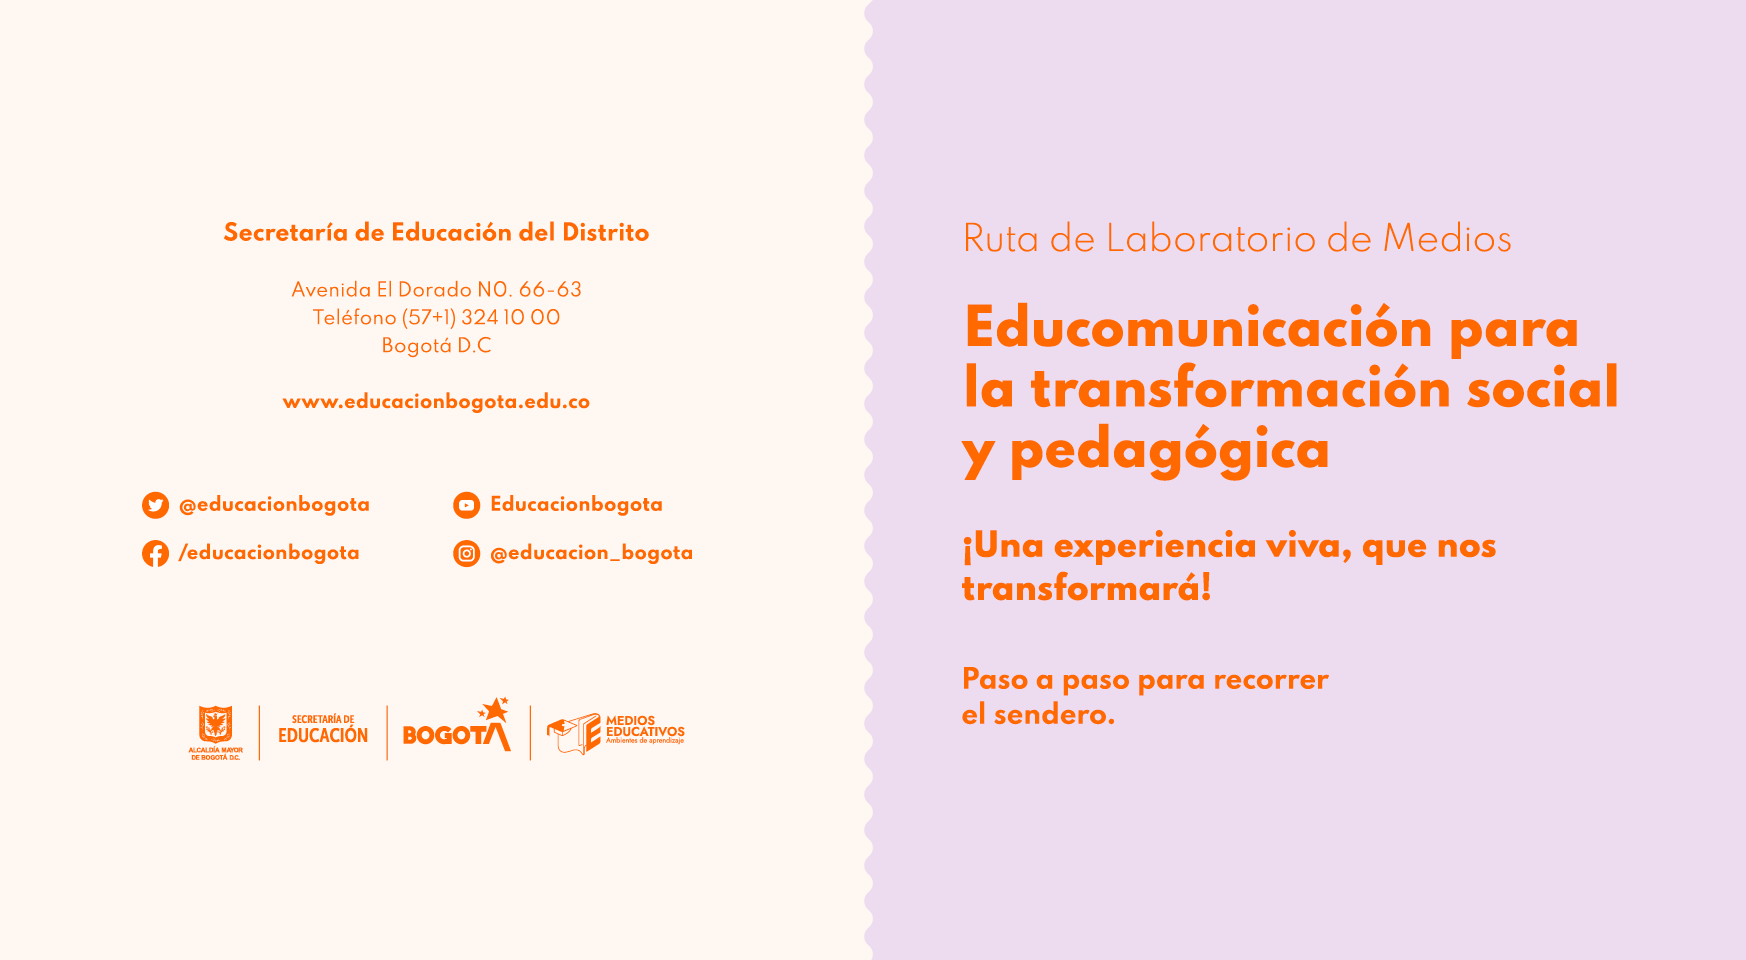 Secretaría de Educación del Distrito
Avenida El Dorado N0. 66-63
Teléfono (57+1) 324 10 00
Bogotá D.C
www.educacionbogota.edu.co
@educacionbogota
Educacionbogota
/educacionbogota
@educacion_bogota
ALCALDÍA MAYOR
DE BOGOTÁ D.C.
SECRETARÍA DE
EDUCACIÓN
BOGOTÁ
MEDIOS
EDUCATIVOS
Ambientes de aprendizaje
Ruta de Laboratorio de Medios
Educomunicación para
la transformación social
y pedagógica
¡Una experiencia viva, que nos
transformará!
Paso a paso para recorrer
el sendero.